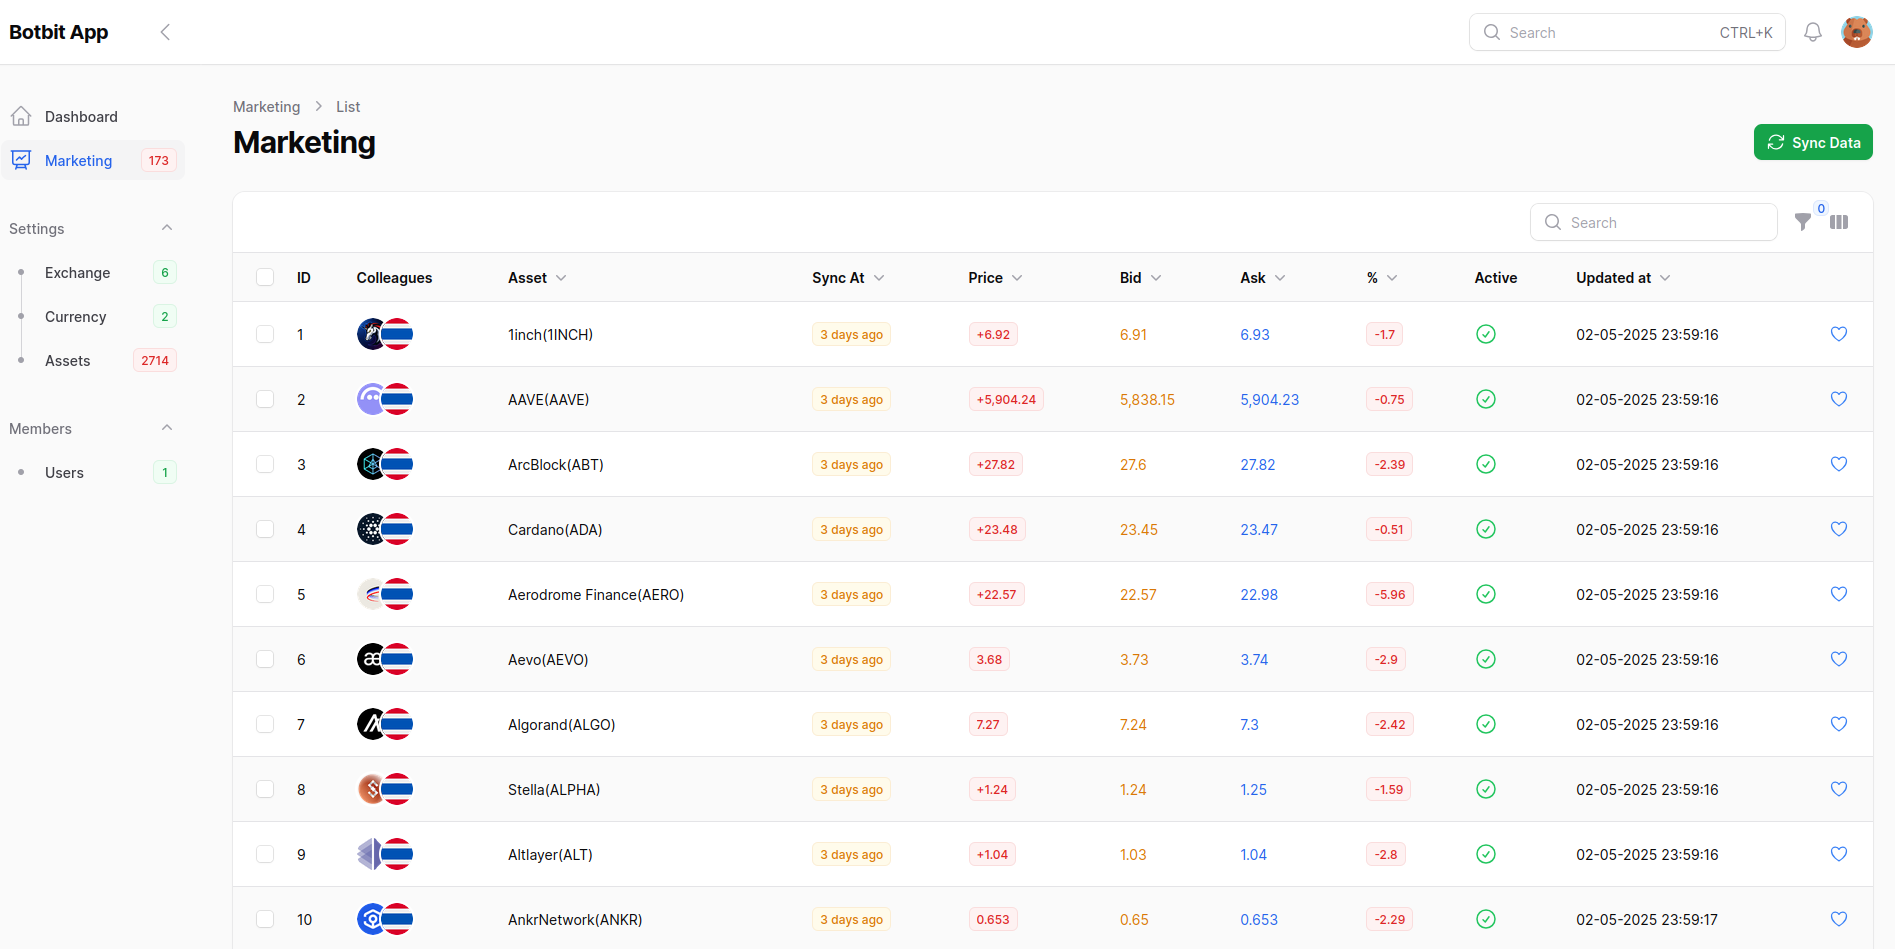 Botbit App
Search CTRL+K
Dashboard
Marketing 173
Settings
Exchange 6
Currency 2
Assets 2714
Members
Users 1
Marketing > List
Marketing
Sync Data
Search
0
ID Colleagues Asset Sync At Price Bid Ask % Active Updated at
1 1inch(1INCH) 3 days ago +6.92 6.91 6.93 -1.7 02-05-2025 23:59:16
2 AAVE(AAVE) 3 days ago +5,904.24 5,838.15 5,904.23 -0.75 02-05-2025 23:59:16
3 ArcBlock(ABT) 3 days ago +27.82 27.6 27.82 -2.39 02-05-2025 23:59:16
4 Cardano(ADA) 3 days ago +23.48 23.45 23.47 -0.51 02-05-2025 23:59:16
5 Aerodrome Finance(AERO) 3 days ago +22.57 22.57 22.98 -5.96 02-05-2025 23:59:16
6 æ Aevo(AEVO) 3 days ago 3.68 3.73 3.74 -2.9 02-05-2025 23:59:16
7 Algorand(ALGO) 3 days ago 7.27 7.24 7.3 -2.42 02-05-2025 23:59:16
8 Stella(ALPHA) 3 days ago +1.24 1.24 1.25 -1.59 02-05-2025 23:59:16
9 Altlayer(ALT) 3 days ago +1.04 1.03 1.04 -2.8 02-05-2025 23:59:16
10 AnkrNetwork(ANKR) 3 days ago 0.653 0.65 0.653 -2.29 02-05-2025 23:59:17